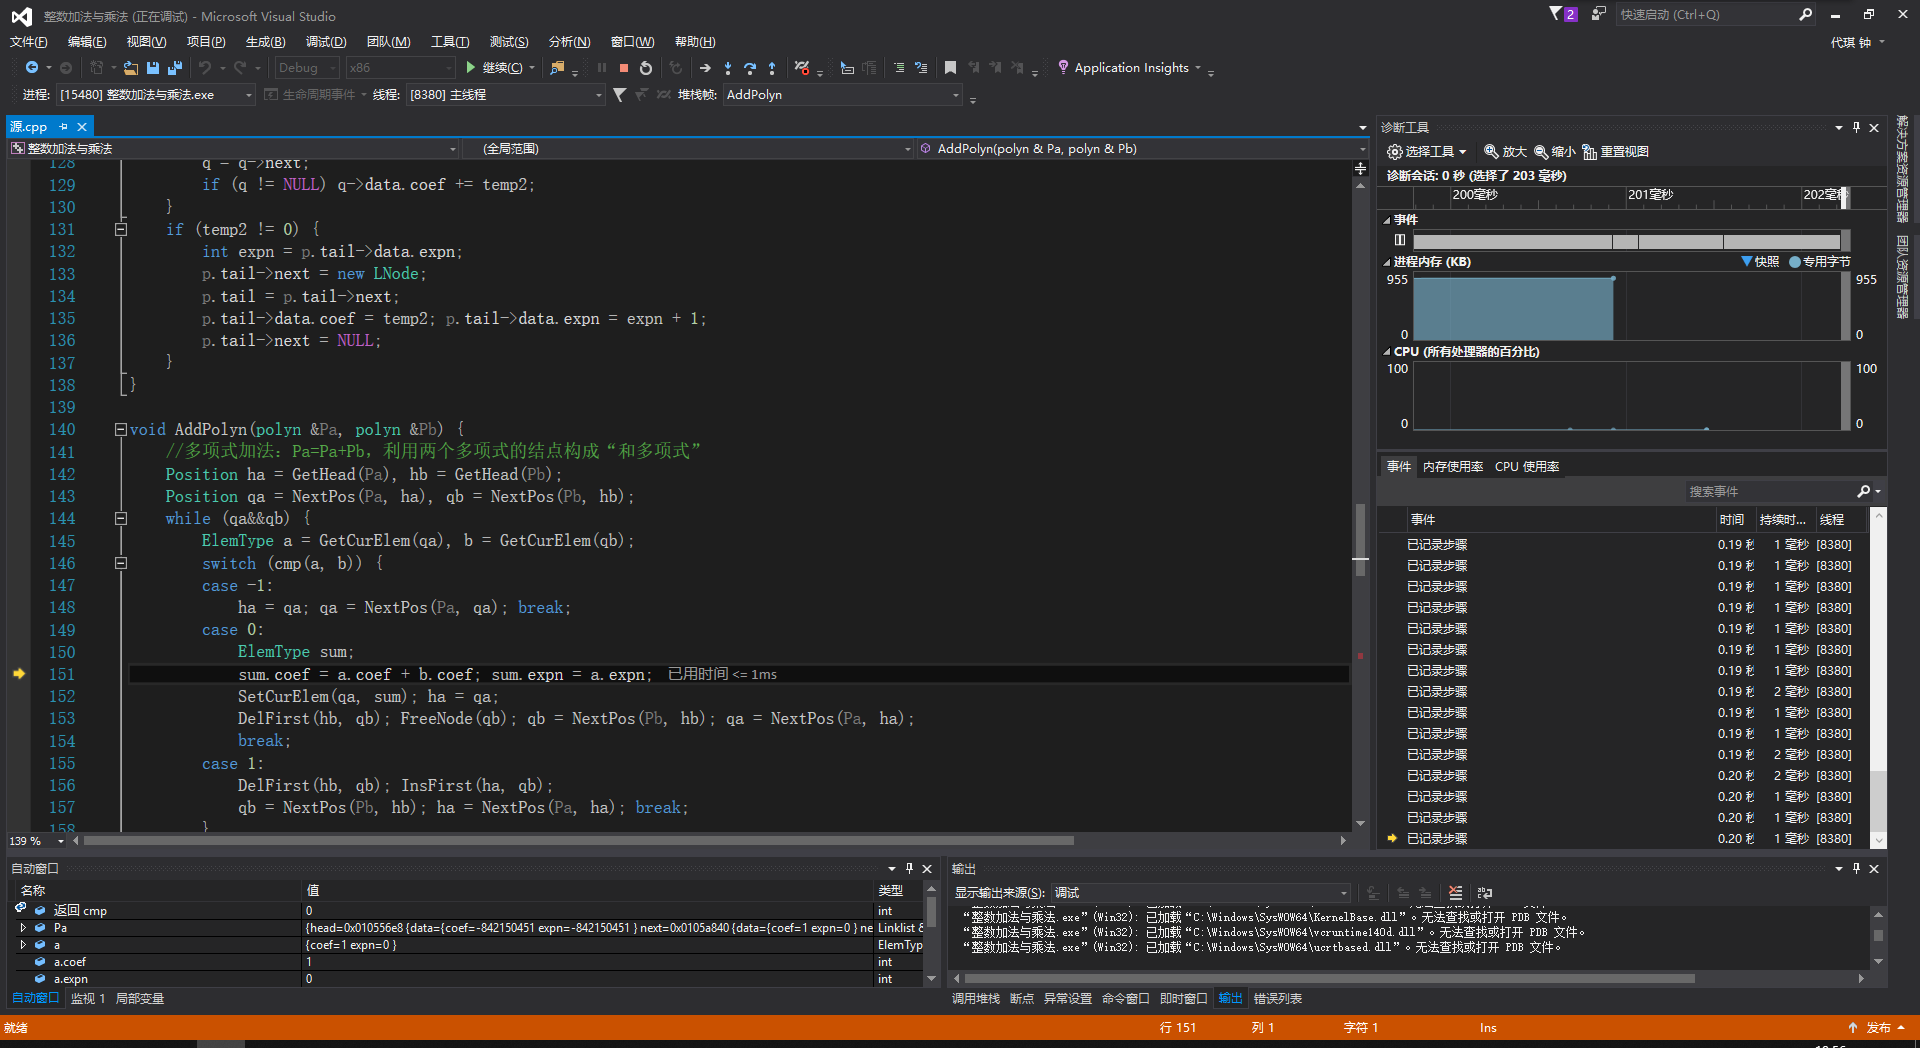 整数加法与乘法 (正在调试) - Microsoft Visual Studio
2
快速启动 (Ctrl+Q)
文件(F) 编辑(E) 视图(V) 项目(P) 生成(B) 调试(D) 团队(M) 工具(T) 测试(S) 分析(N) 窗口(W) 帮助(H)
代琪 钟
Debug x86 继续(C) Application Insights
进程: [15480] 整数加法与乘法.exe 生命周期事件 线程: [8380] 主线程 堆栈帧: AddPolyn
源.cpp
整数加法与乘法 (全局范围) AddPolyn(polyn & Pa, polyn & Pb)
128 q = q->next;
129 if (q != NULL) q->data.coef += temp2;
130 }
131 if (temp2 != 0) {
132 int expn = p.tail->data.expn;
133 p.tail->next = new LNode;
134 p.tail = p.tail->next;
135 p.tail->data.coef = temp2; p.tail->data.expn = expn + 1;
136 p.tail->next = NULL;
137 }
138 }
139
140 void AddPolyn(polyn &Pa, polyn &Pb) {
141 //多项式加法: Pa=Pa+Pb, 利用两个多项式的结点构成“和多项式”
142 Position ha = GetHead(Pa), hb = GetHead(Pb);
143 Position qa = NextPos(Pa, ha), qb = NextPos(Pb, hb);
144 while (qa&&qb) {
145 ElemType a = GetCurElem(qa), b = GetCurElem(qb);
146 switch (cmp(a, b)) {
147 case -1:
148 ha = qa; qa = NextPos(Pa, qa); break;
149 case 0:
150 ElemType sum;
151 sum.coef = a.coef + b.coef; sum.expn = a.expn; 已用时间 <= 1ms
152 SetCurElem(qa, sum); ha = qa;
153 DelFirst(hb, qb); FreeNode(qb); qb = NextPos(Pb, hb); qa = NextPos(Pa, ha);
154 break;
155 case 1:
156 DelFirst(hb, qb); InsFirst(ha, qb);
157 qb = NextPos(Pb, hb); ha = NextPos(Pa, ha); break;
158 }
139 %
诊断工具
选择工具 放大 缩小 重置视图
诊断会话: 0 秒 (选择了 203 毫秒)
200毫秒 201毫秒 202毫秒
事件
进程内存 (KB) 快照 专用字节
955 955
0 0
CPU (所有处理器的百分比)
100 100
0 0
事件 内存使用率 CPU 使用率
搜索事件
事件 时间 持续时... 线程
已记录步骤 0.19 秒 1 毫秒 [8380]
已记录步骤 0.19 秒 1 毫秒 [8380]
已记录步骤 0.19 秒 1 毫秒 [8380]
已记录步骤 0.19 秒 1 毫秒 [8380]
已记录步骤 0.19 秒 1 毫秒 [8380]
已记录步骤 0.19 秒 1 毫秒 [8380]
已记录步骤 0.19 秒 1 毫秒 [8380]
已记录步骤 0.19 秒 2 毫秒 [8380]
已记录步骤 0.19 秒 1 毫秒 [8380]
已记录步骤 0.19 秒 1 毫秒 [8380]
已记录步骤 0.19 秒 2 毫秒 [8380]
已记录步骤 0.20 秒 2 毫秒 [8380]
已记录步骤 0.20 秒 1 毫秒 [8380]
已记录步骤 0.20 秒 1 毫秒 [8380]
已记录步骤 0.20 秒 1 毫秒 [8380]
解决方案资源管理器
团队资源管理器
自动窗口
名称 值 类型
返回 cmp 0 int
Pa {head=0x010556e8 {data={coef=-842150451 expn=-842150451 } next=0x0105a840 {data={coef=1 expn=0 } ne Linklist &
a {coef=1 expn=0 } ElemTyp
a.coef 1 int
a.expn 0 int
自动窗口 监视 1 局部变量
输出
显示输出来源(S): 调试
“整数加法与乘法.exe”(Win32): 已加载“C:\Windows\SysWOW64\KernelBase.dll”。无法查找或打开 PDB 文件。
“整数加法与乘法.exe”(Win32): 已加载“C:\Windows\SysWOW64\vcruntime140d.dll”。无法查找或打开 PDB 文件。
“整数加法与乘法.exe”(Win32): 已加载“C:\Windows\SysWOW64\ucrtbased.dll”。无法查找或打开 PDB 文件。
调用堆栈 断点 异常设置 命令窗口 即时窗口 输出 错误列表
就绪 行 151 列 1 字符 1 Ins 发布